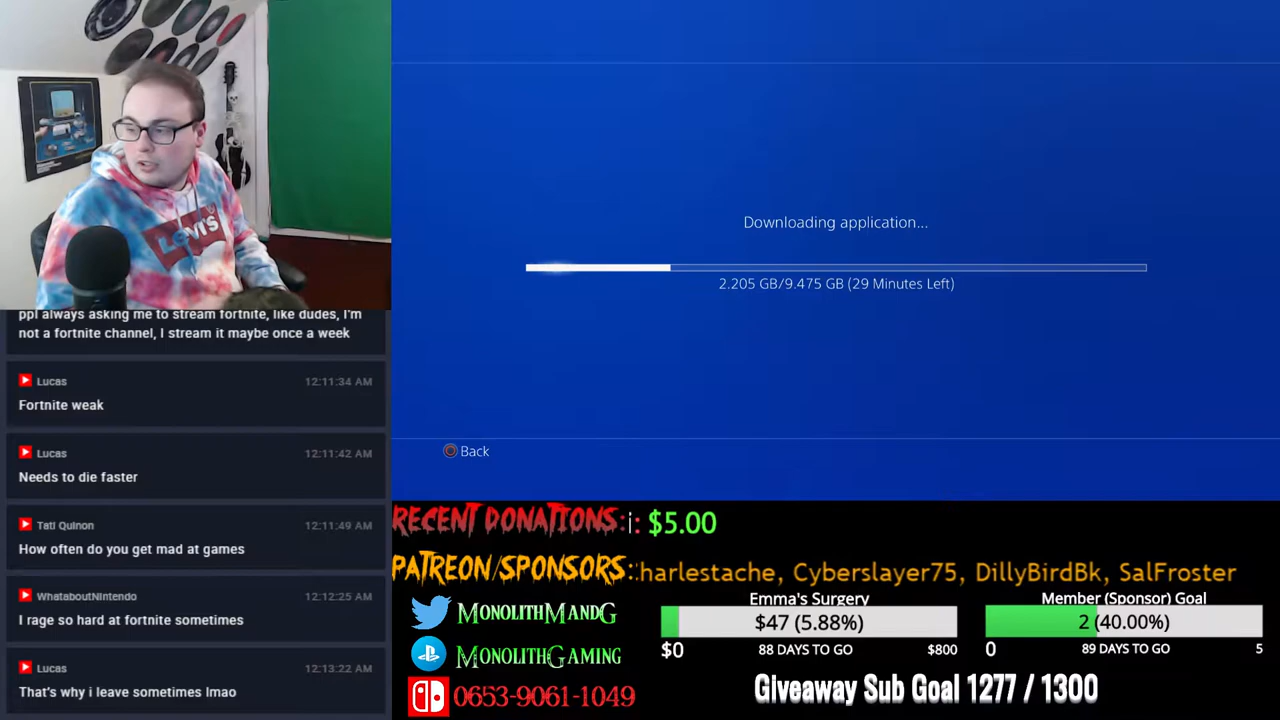 LEVI'S
ppl always asking me to stream fortnite, like dudes, I'm
not a fortnite channel, I stream it maybe once a week
Lucas 12:11:34 AM
Fortnite weak
Lucas 12:11:42 AM
Needs to die faster
Tati Quinon 12:11:49 AM
How often do you get mad at games
WhataboutNintendo 12:12:25 AM
I rage so hard at fortnite sometimes
Lucas 12:13:22 AM
That's why i leave sometimes lmao
Downloading application...
2.205 GB/9.475 GB (29 Minutes Left)
Back
RECENT DONATIONS: i: $5.00
PATREON/SPONSORS: harlestache, Cyberslayer75, DillyBirdBk, SalFroster
MonolithMandG
MonolithGaming
0653-9061-1049
Emma's Surgery
$47 (5.88%)
$0 88 DAYS TO GO $800
Member (Sponsor) Goal
2 (40.00%)
0 89 DAYS TO GO 5
Giveaway Sub Goal 1277 / 1300